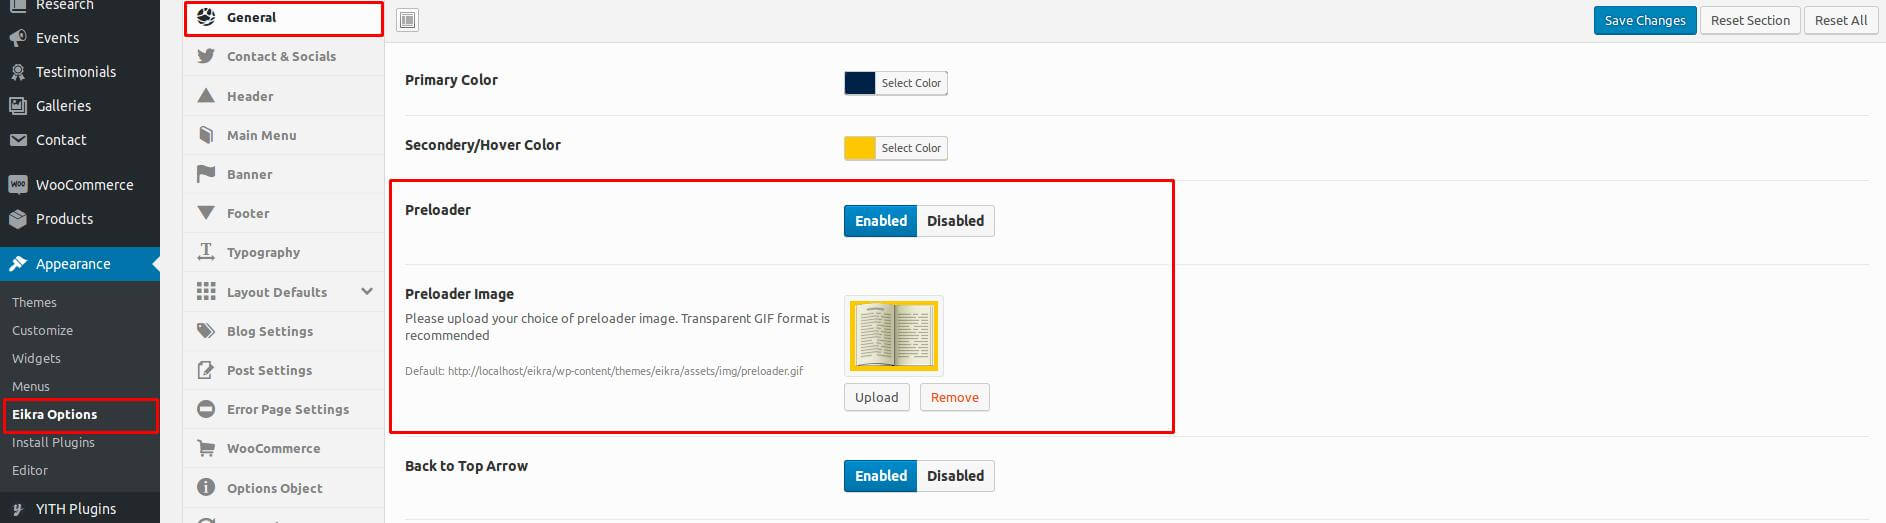 Research
Events
Testimonials
Galleries
Contact
WOO
WooCommerce
Products
Appearance
Themes
Customize
Widgets
Menus
Eikra Options
Install Plugins
Editor
YITH Plugins
General
Contact & Socials
Header
Main Menu
Banner
Footer
Typography
Layout Defaults
Blog Settings
Post Settings
Error Page Settings
WooCommerce
Options Object
Save Changes
Reset Section
Reset All
Primary Color
Select Color
Secondery/Hover Color
Select Color
Preloader
Enabled
Disabled
Preloader Image
Please upload your choice of preloader image. Transparent GIF format is
recommended
Default: http://localhost/eikra/wp-content/themes/eikra/assets/img/preloader.gif
Upload
Remove
Back to Top Arrow
Enabled
Disabled